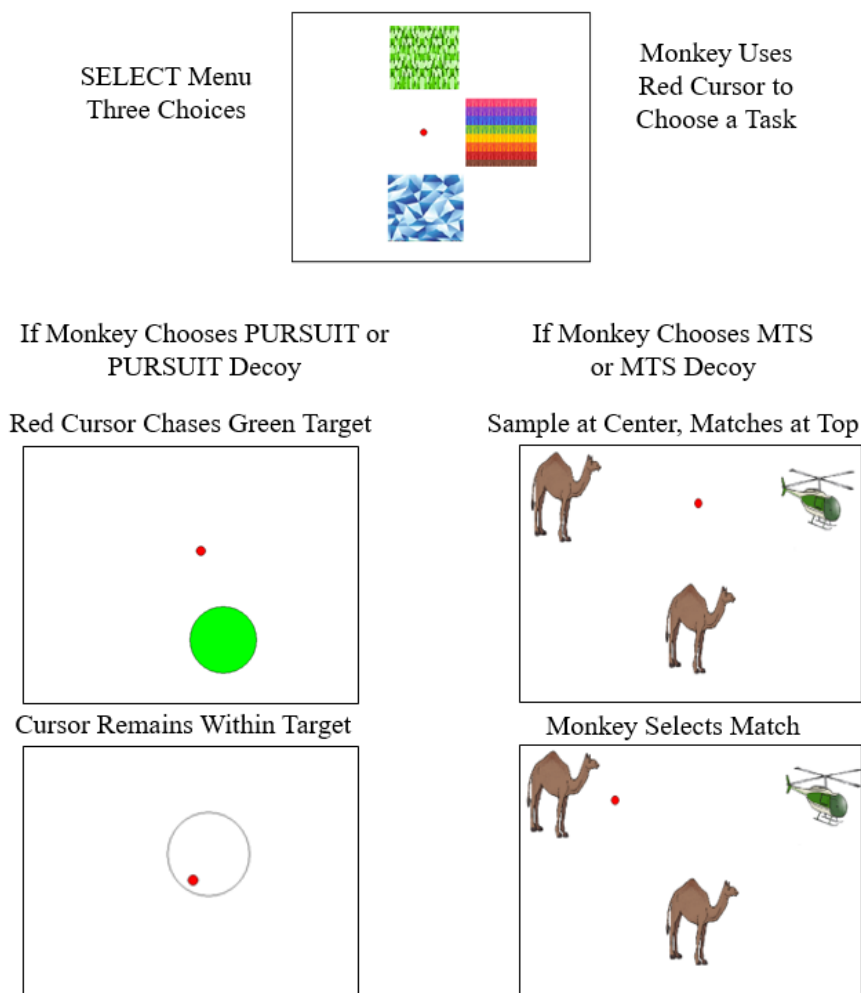 SELECT Menu
Three Choices
Monkey Uses
Red Cursor to
Choose a Task
If Monkey Chooses PURSUIT or
PURSUIT Decoy
If Monkey Chooses MTS
or MTS Decoy
Red Cursor Chases Green Target
Sample at Center, Matches at Top
Cursor Remains Within Target
Monkey Selects Match